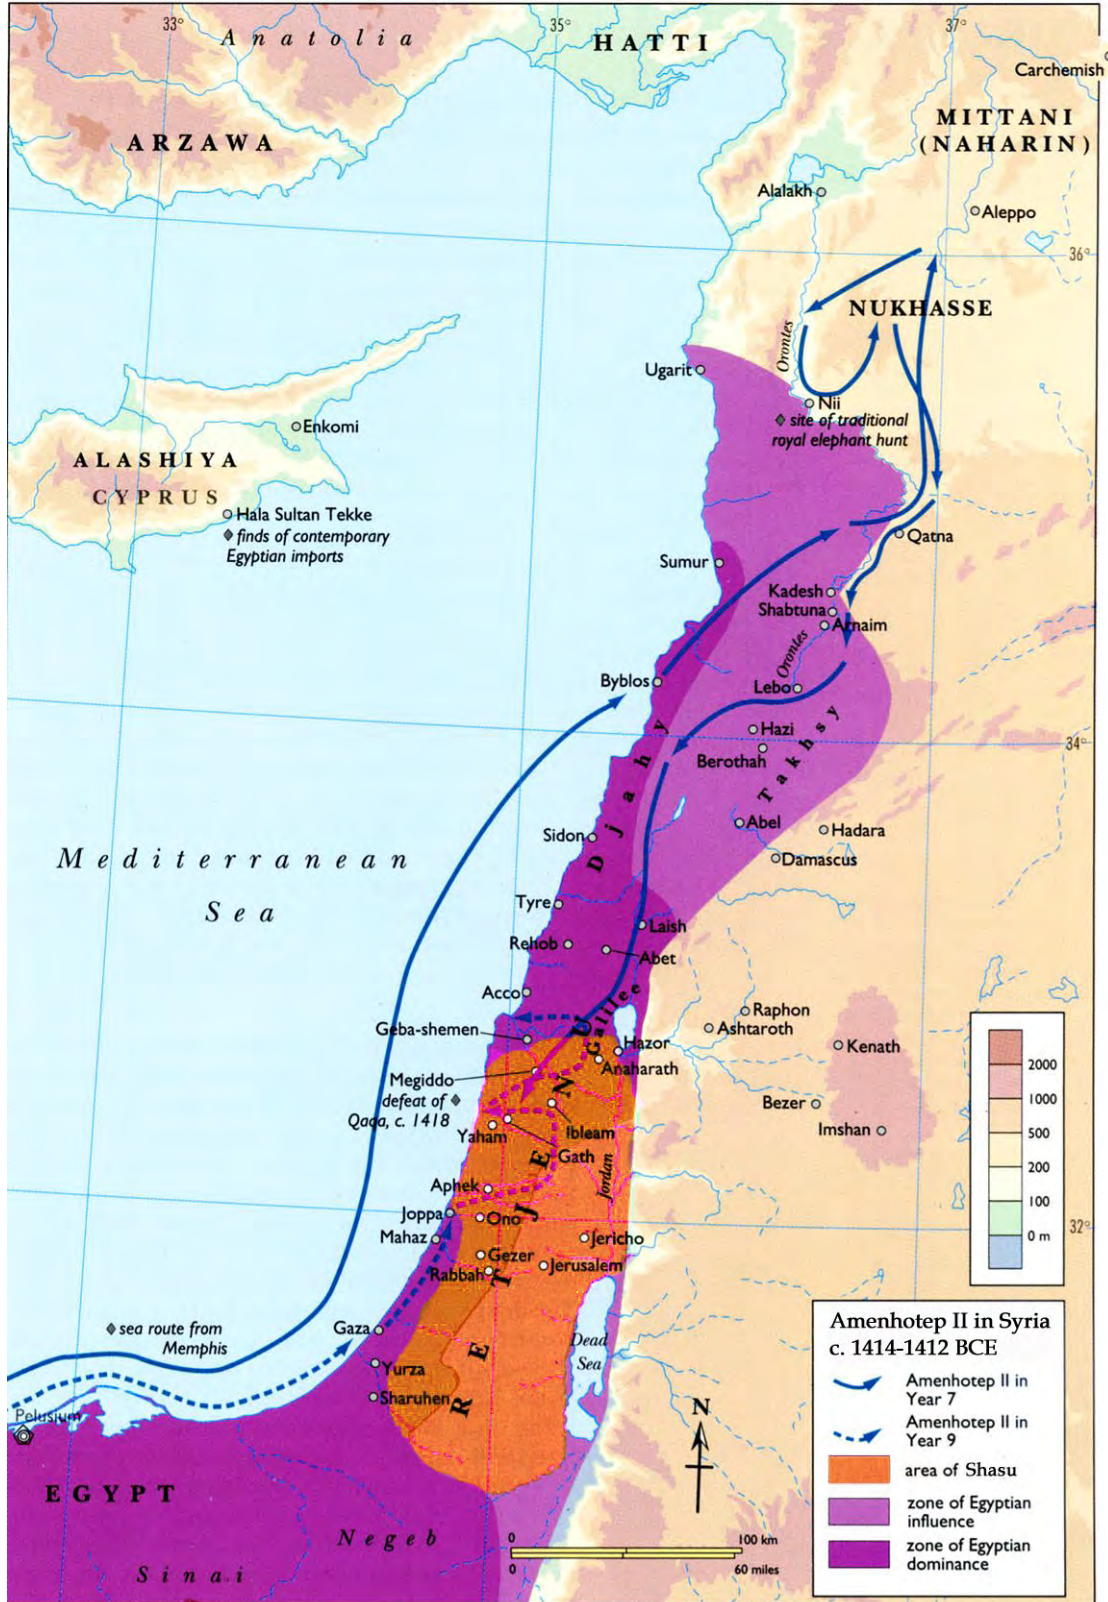 33°
35°
37°
Anatolia
HATTI
Carchemish
MITTANI
(NAHARIN)
ARZAWA
Alalakh
Aleppo
36°
NUKHASSE
Orontes
Ugarit
Nii
site of traditional
royal elephant hunt
Enkomi
ALASHIYA
CYPRUS
Hala Sultan Tekke
finds of contemporary
Egyptian imports
Qatna
Sumur
Kadesh
Shabtuna
Arnaim
Orontes
Byblos
Lebo
Hazi
Berothah
Takhsy
34°
Djahy
Abel
Hadara
Sidon
Damascus
Mediterranean
Sea
Tyre
Laish
Rehob
Abet
Acco
Galilee
Raphon
Ashtaroth
Geba-shemen
Hazor
Kenath
Anaharath
Megiddo
defeat of
Qaqa, c. 1418
Bezer
Imshan
Ibleam
Yaham
Gath
Jordan
Aphek
Joppa
Ono
32°
Mahaz
Jericho
Gezer
Jerusalem
Rabbah
RETJENU
sea route from
Memphis
Gaza
Dead
Sea
Yurza
Sharuhen
Pelusium
EGYPT
Negeb
Sinai
N
0
100 km
0
60 miles
2000
1000
500
200
100
0 m
Amenhotep II in Syria
c. 1414-1412 BCE
Amenhotep II in
Year 7
Amenhotep II in
Year 9
area of Shasu
zone of Egyptian
influence
zone of Egyptian
dominance